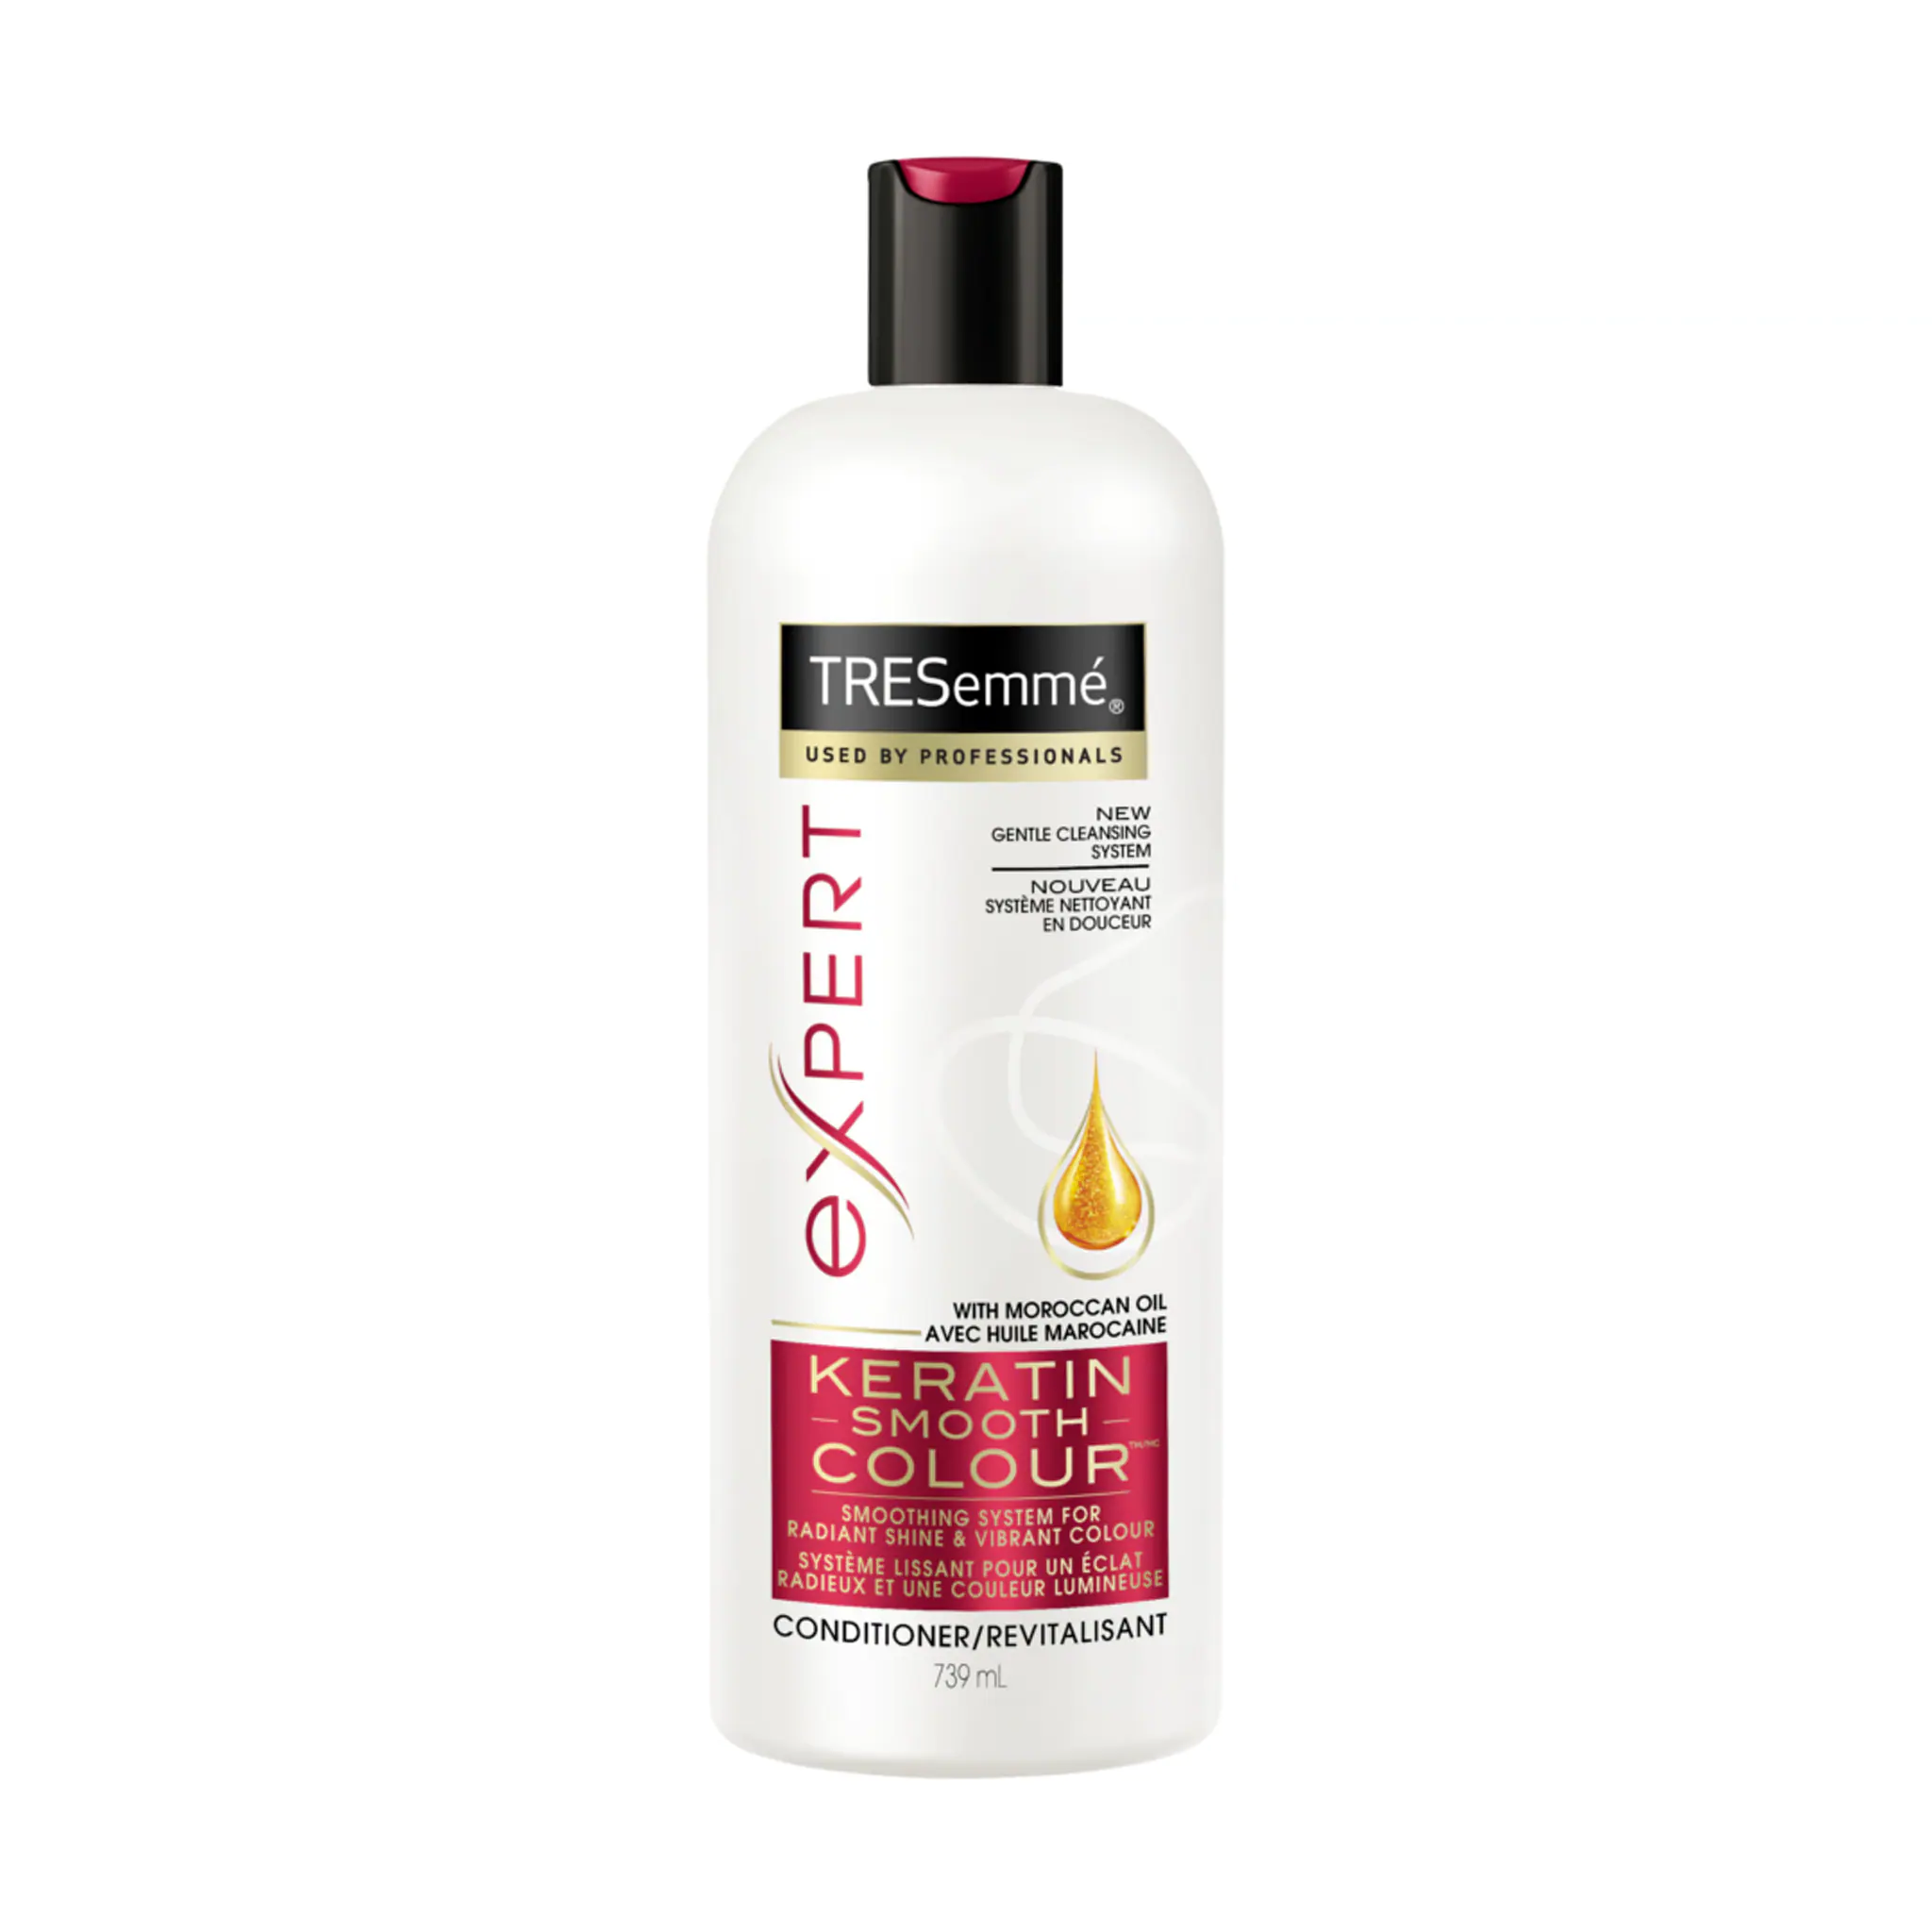 TRESemmé®
USED BY PROFESSIONALS
eXPERT
NEW
GENTLE CLEANSING
SYSTEM
NOUVEAU
SYSTÈME NETTOYANT
EN DOUCEUR
WITH MOROCCAN OIL
AVEC HUILE MAROCAINE
KERATIN
SMOOTH
COLOUR™/MC
SMOOTHING SYSTEM FOR
RADIANT SHINE & VIBRANT COLOUR
SYSTÈME LISSANT POUR UN ÉCLAT
RADIEUX ET UNE COULEUR LUMINEUSE
CONDITIONER/REVITALISANT
739 mL